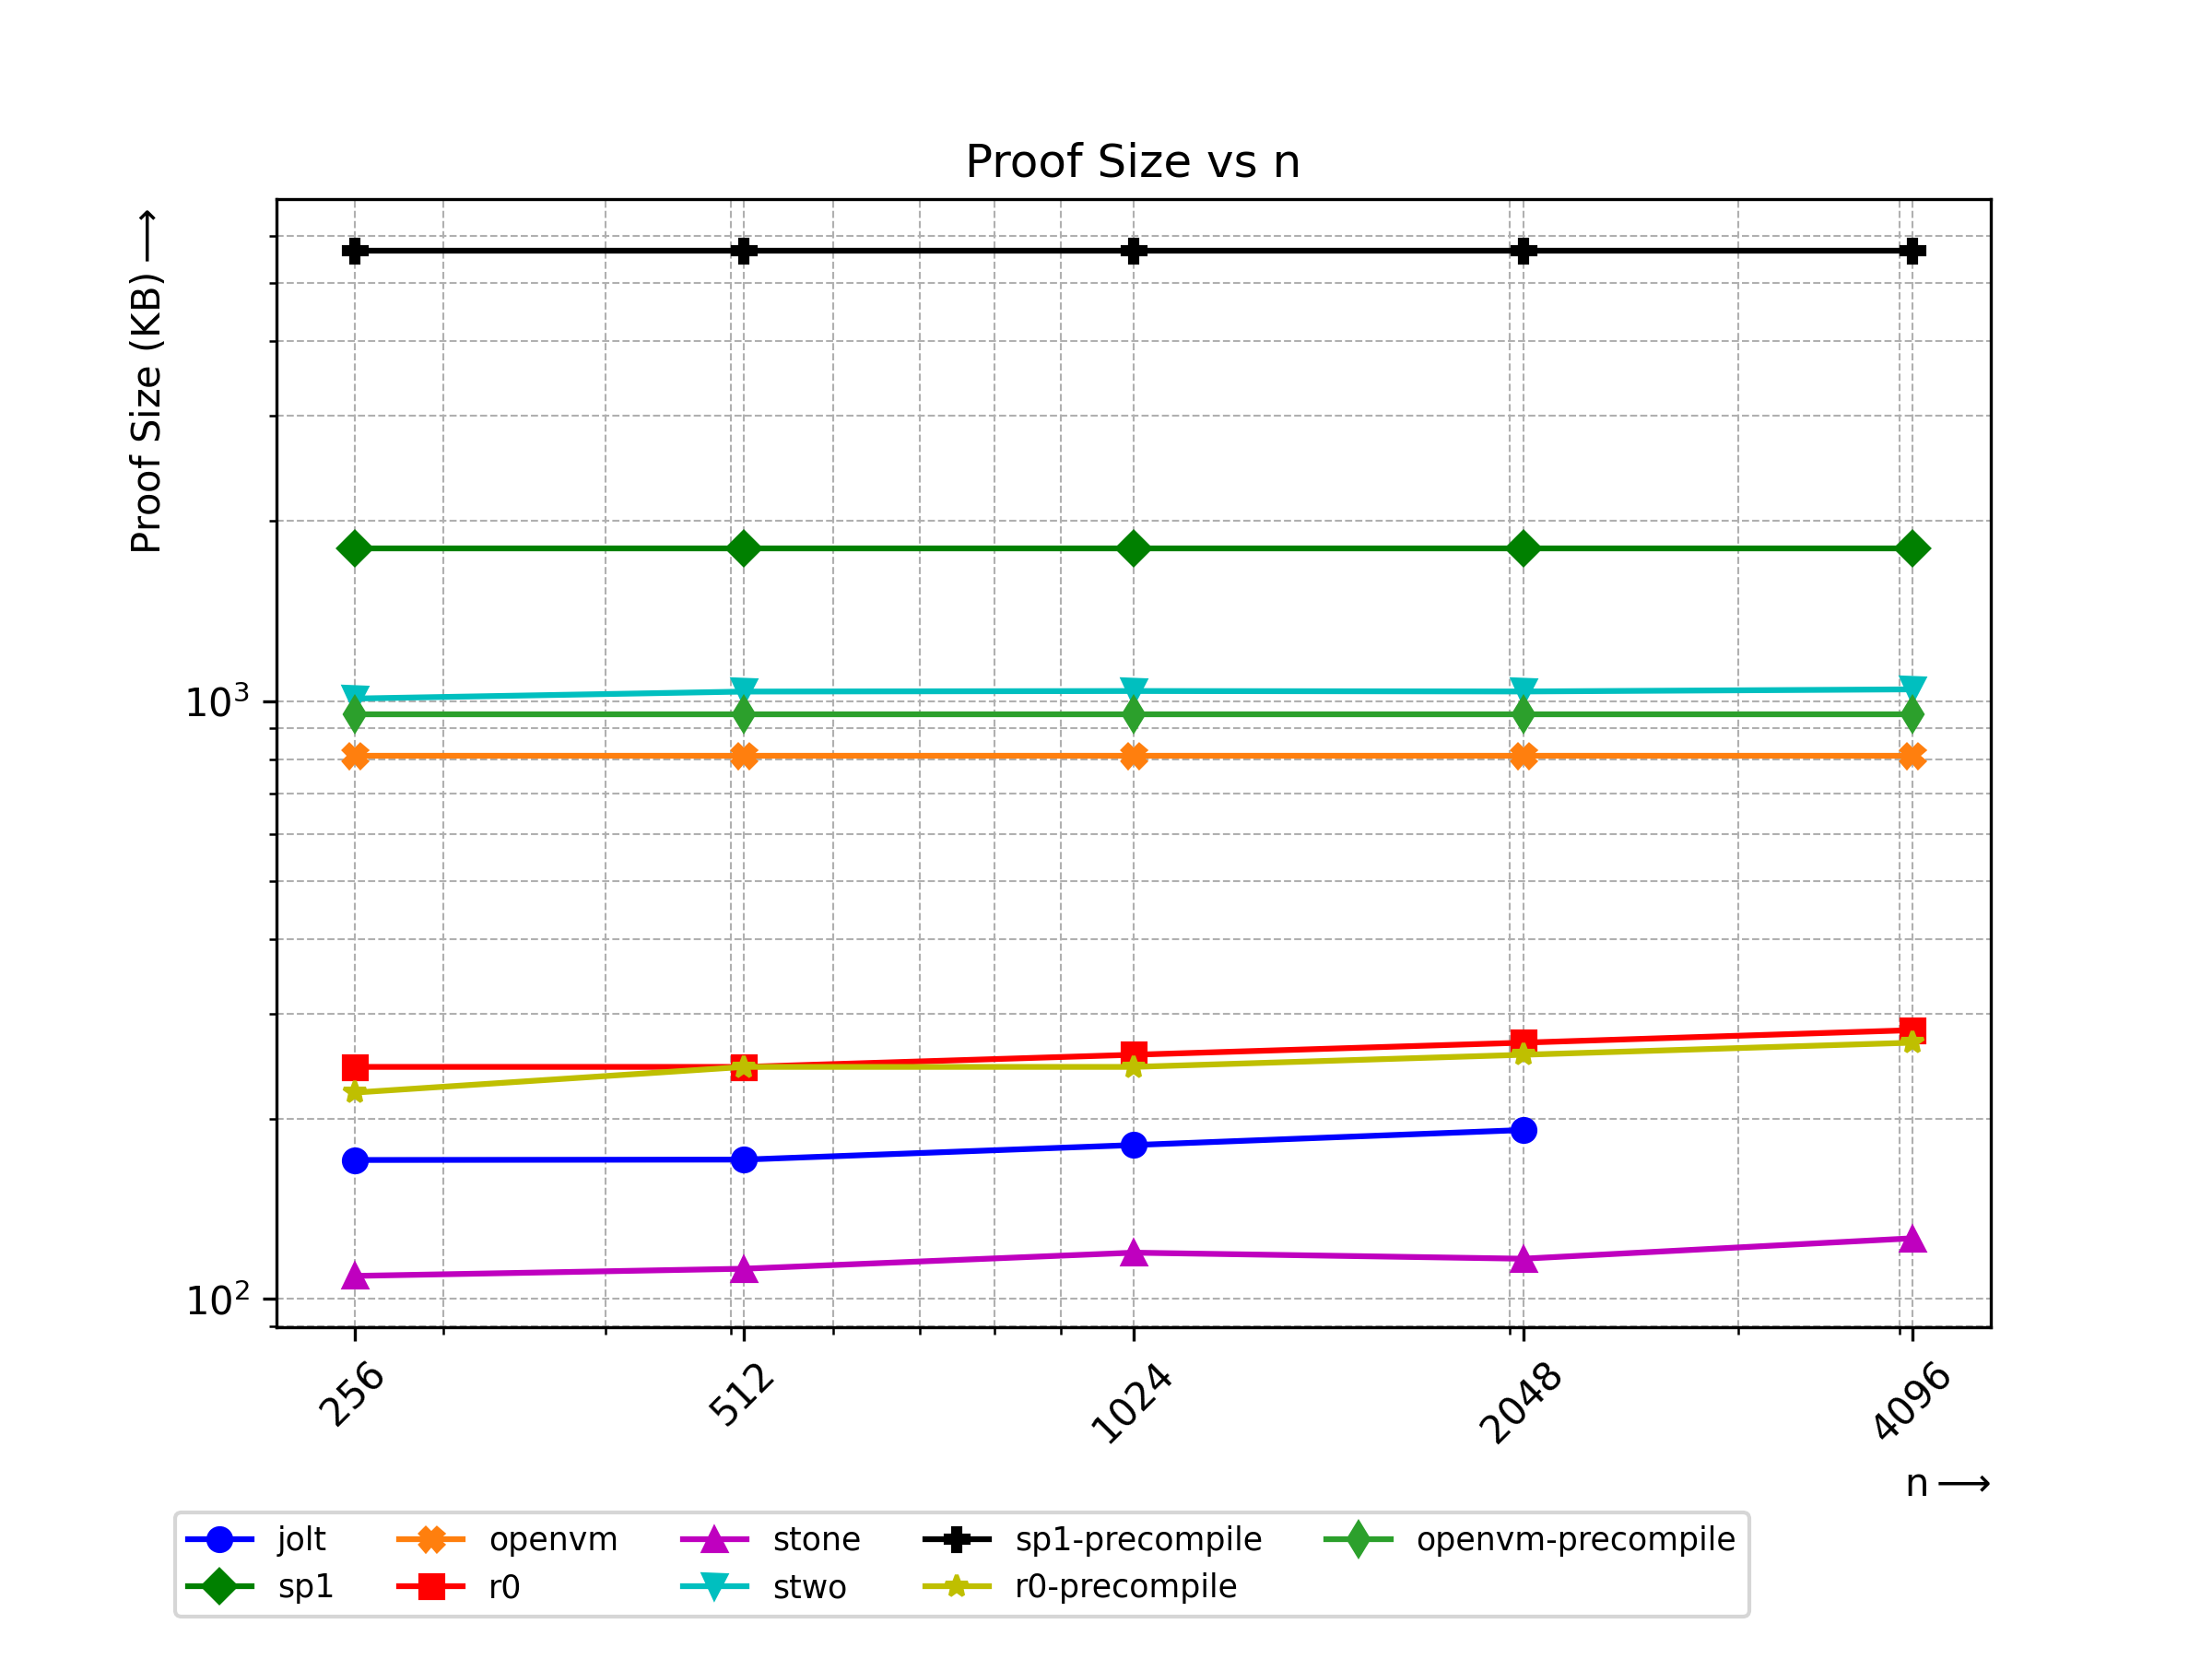 Proof Size vs n
Proof Size (KB) ⟶
10³
10²
256
512
1024
2048
4096
n ⟶
jolt
openvm
stone
sp1-precompile
openvm-precompile
sp1
r0
stwo
r0-precompile